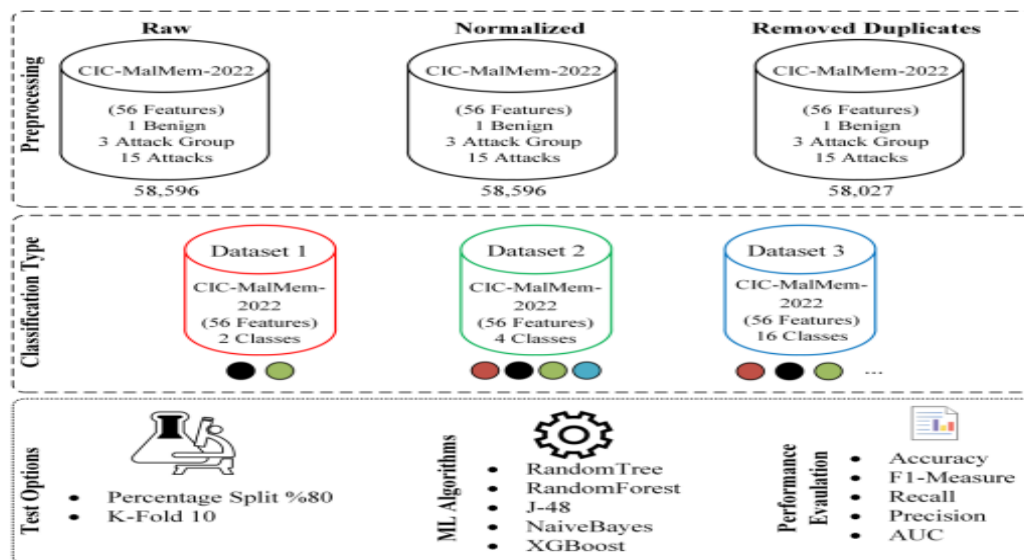 Preprocessing
Raw
CIC-MalMem-2022
(56 Features)
1 Benign
3 Attack Group
15 Attacks
58,596
Normalized
CIC-MalMem-2022
(56 Features)
1 Benign
3 Attack Group
15 Attacks
58,596
Removed Duplicates
CIC-MalMem-2022
(56 Features)
1 Benign
3 Attack Group
15 Attacks
58,027
Classification Type
Dataset 1
CIC-MalMem-
2022
(56 Features)
2 Classes
Dataset 2
CIC-MalMem-
2022
(56 Features)
4 Classes
Dataset 3
CIC-MalMem-
2022
(56 Features)
16 Classes
...
Test Options
• Percentage Split %80
• K-Fold 10
ML Algorithms
• RandomTree
• RandomForest
• J-48
• NaiveBayes
• XGBoost
Performance
Evaulation
• Accuracy
• F1-Measure
• Recall
• Precision
• AUC